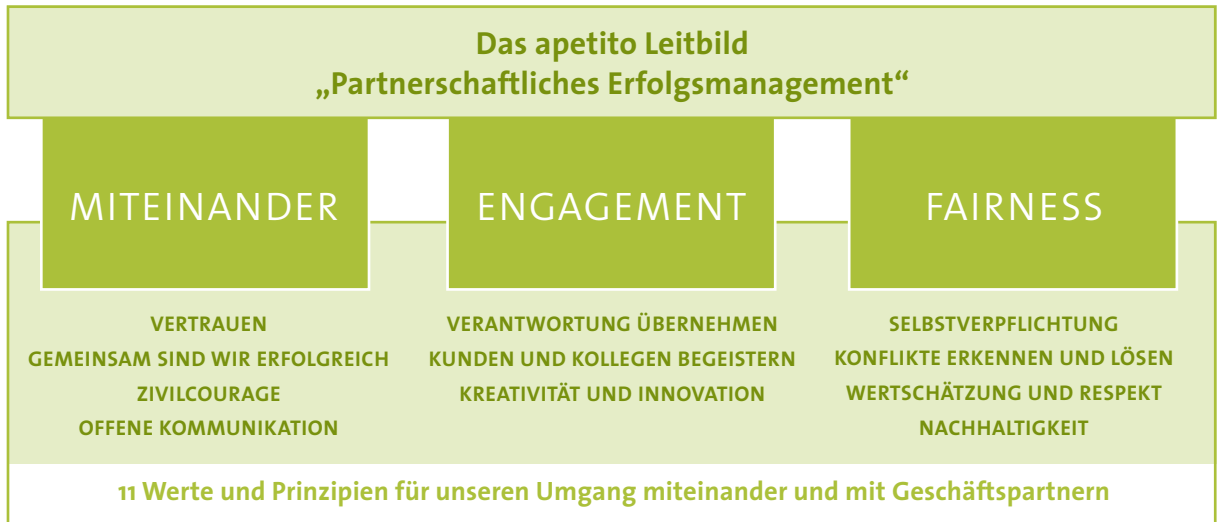 Das apetito Leitbild
„Partnerschaftliches Erfolgsmanagement“
MITEINANDER
VERTRAUEN
GEMEINSAM SIND WIR ERFOLGREICH
ZIVILCOURAGE
OFFENE KOMMUNIKATION
ENGAGEMENT
VERANTWORTUNG ÜBERNEHMEN
KUNDEN UND KOLLEGEN BEGEISTERN
KREATIVITÄT UND INNOVATION
FAIRNESS
SELBSTVERPFLICHTUNG
KONFLIKTE ERKENNEN UND LÖSEN
WERTSCHÄTZUNG UND RESPEKT
NACHHALTIGKEIT
11 Werte und Prinzipien für unseren Umgang miteinander und mit Geschäftspartnern